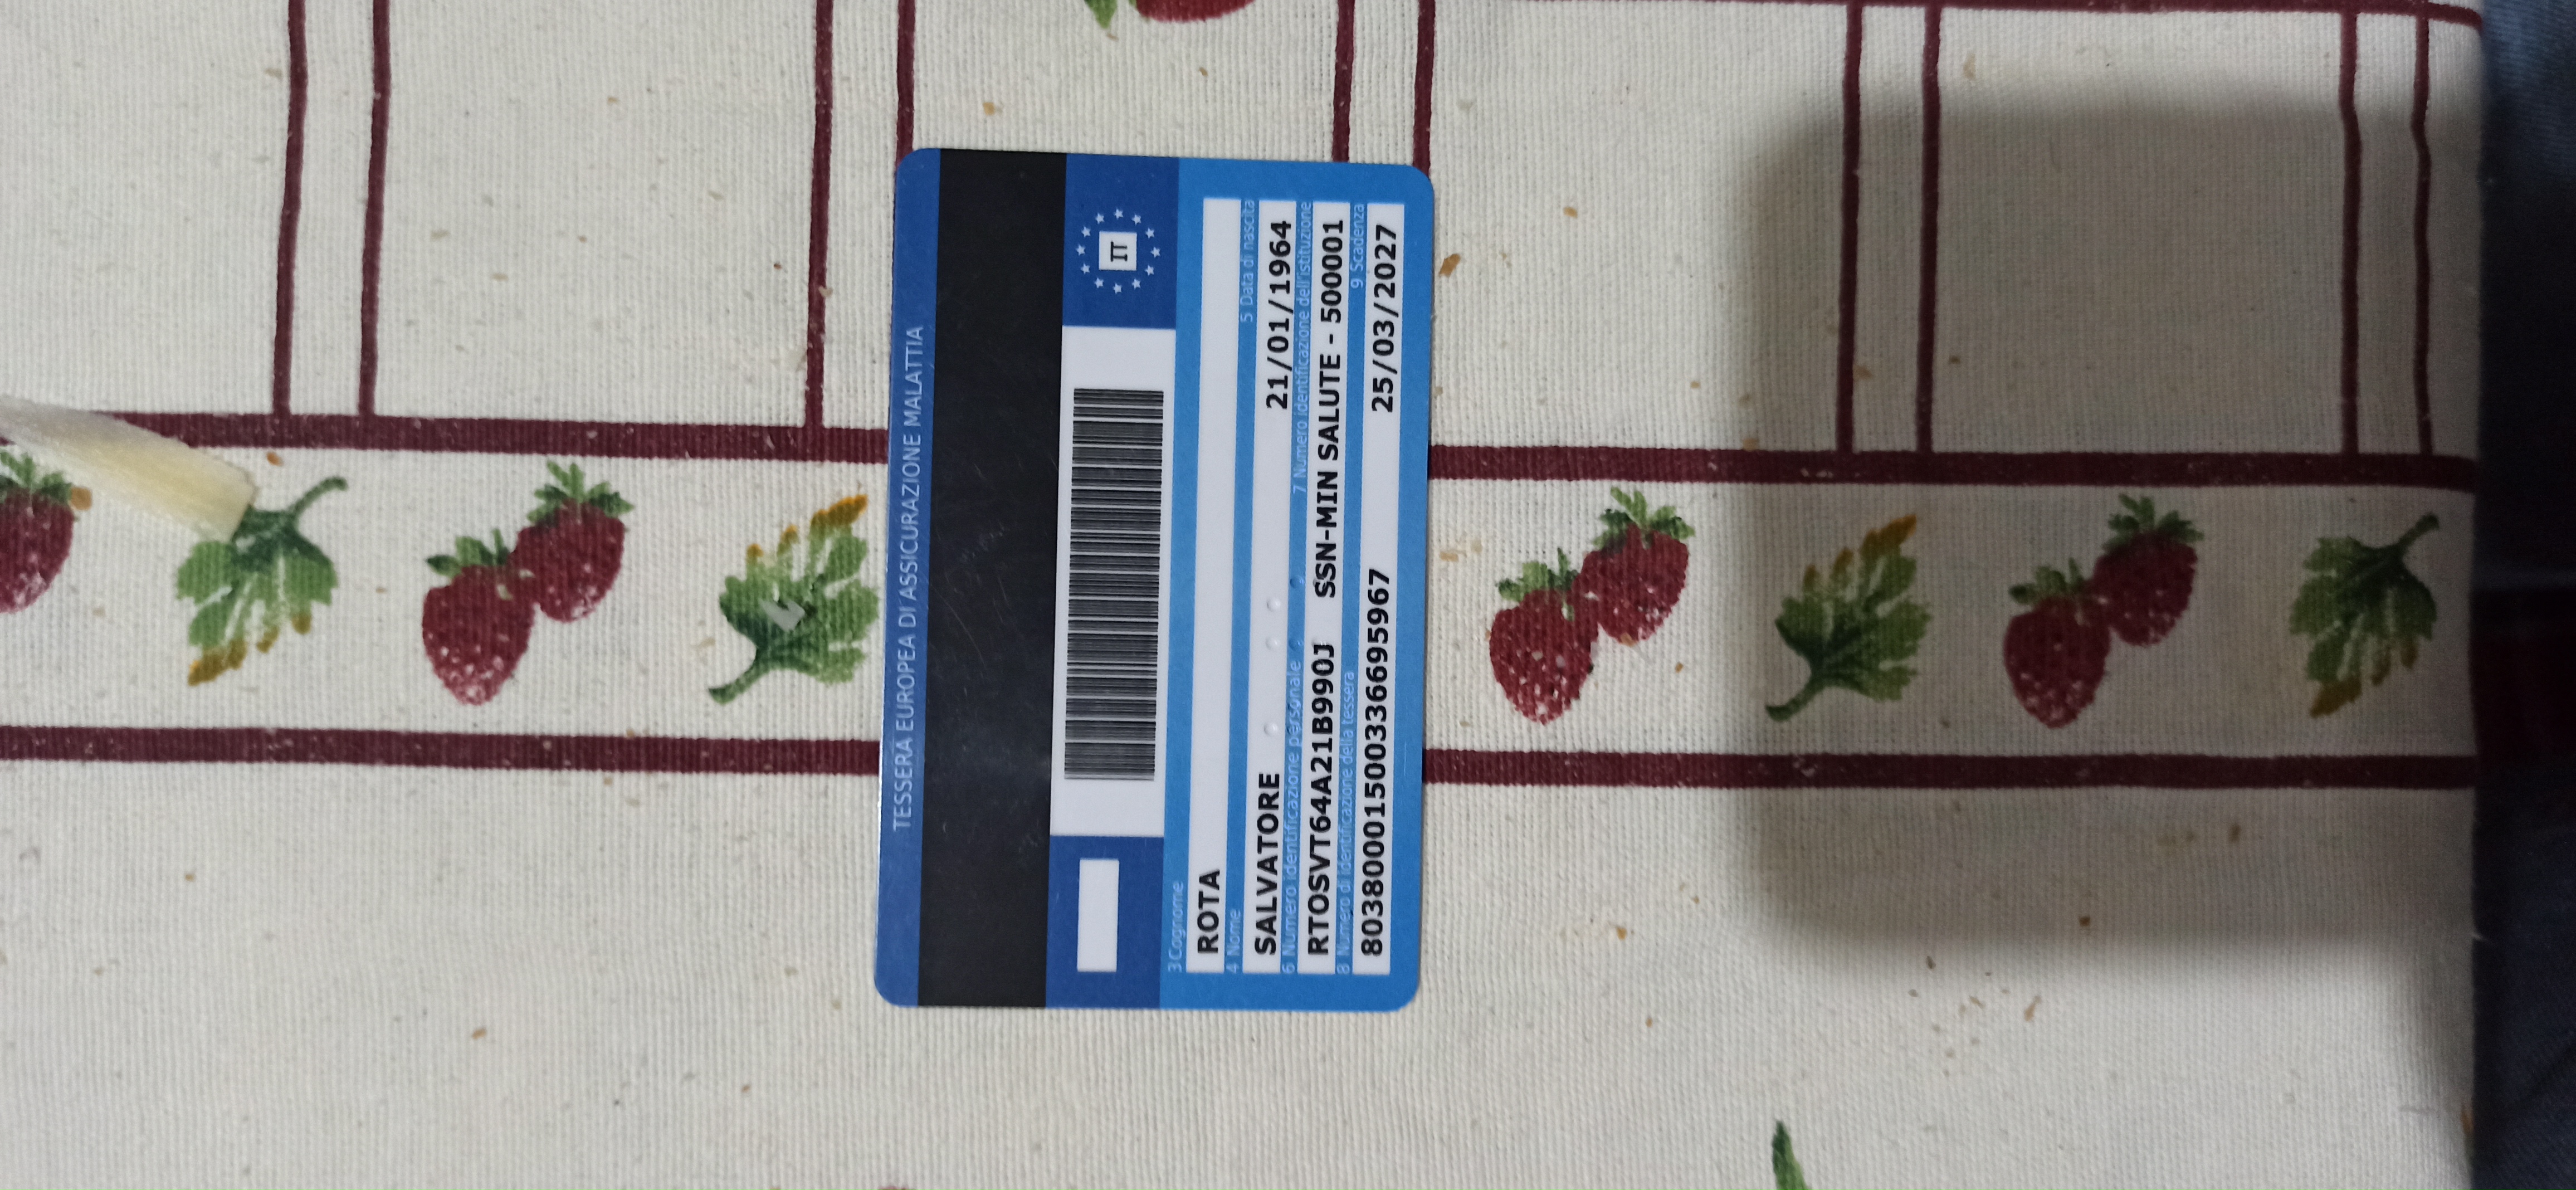 TESSERA EUROPEA DI ASSICURAZIONE MALATTIA
IT
3 Cognome
ROTA
4 Nome 5 Data di nascita
SALVATORE 21/01/1964
6 Numero identificazione personale 7 Numero identificazione dell'istituzione
RTOSVT64A21B990J SSN-MIN SALUTE - 500001
8 Numero di identificazione della tessera 9 Scadenza
80380001500336695967 25/03/2027